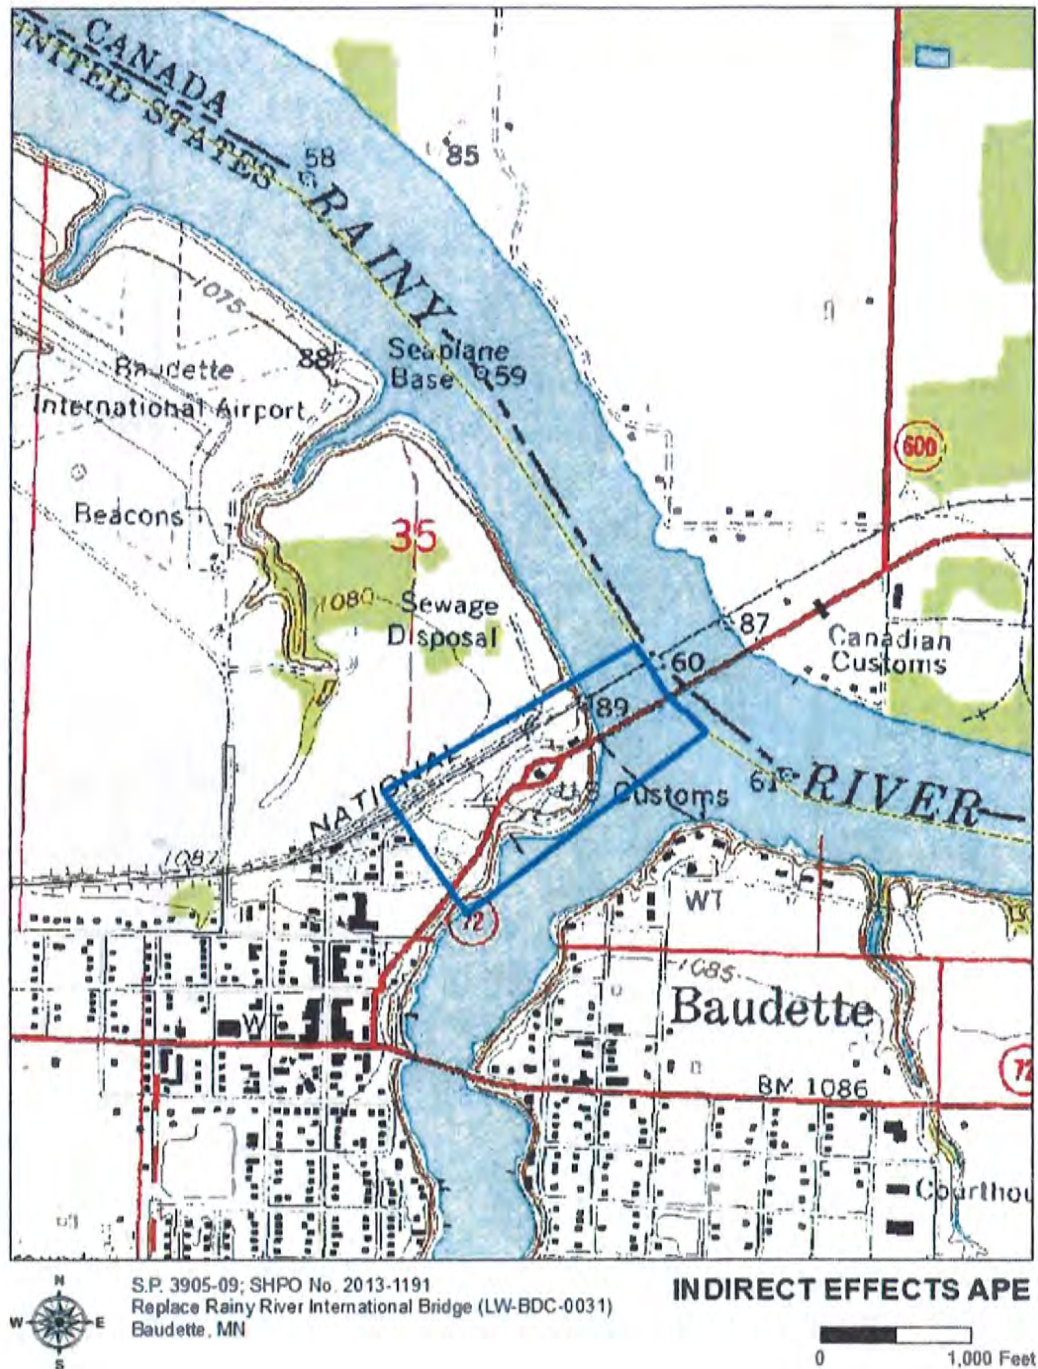 CANADA
UNITED STATES
58
85
RAINY
1075
88
Seaplane
Base
59
Baudette
International Airport
600
Beacons
35
1080
Sewage
Disposal
87
Canadian
Customs
60
89
NATIONAL
U S Customs
61
RIVER
1087
WT
72
1085
Baudette
WT
72
BM 1086
Courthou
N
W
E
S
S.P. 3905-09; SHPO No. 2013-1191
Replace Rainy River International Bridge (LW-BDC-0031)
Baudette, MN
INDIRECT EFFECTS APE
0
1,000 Feet